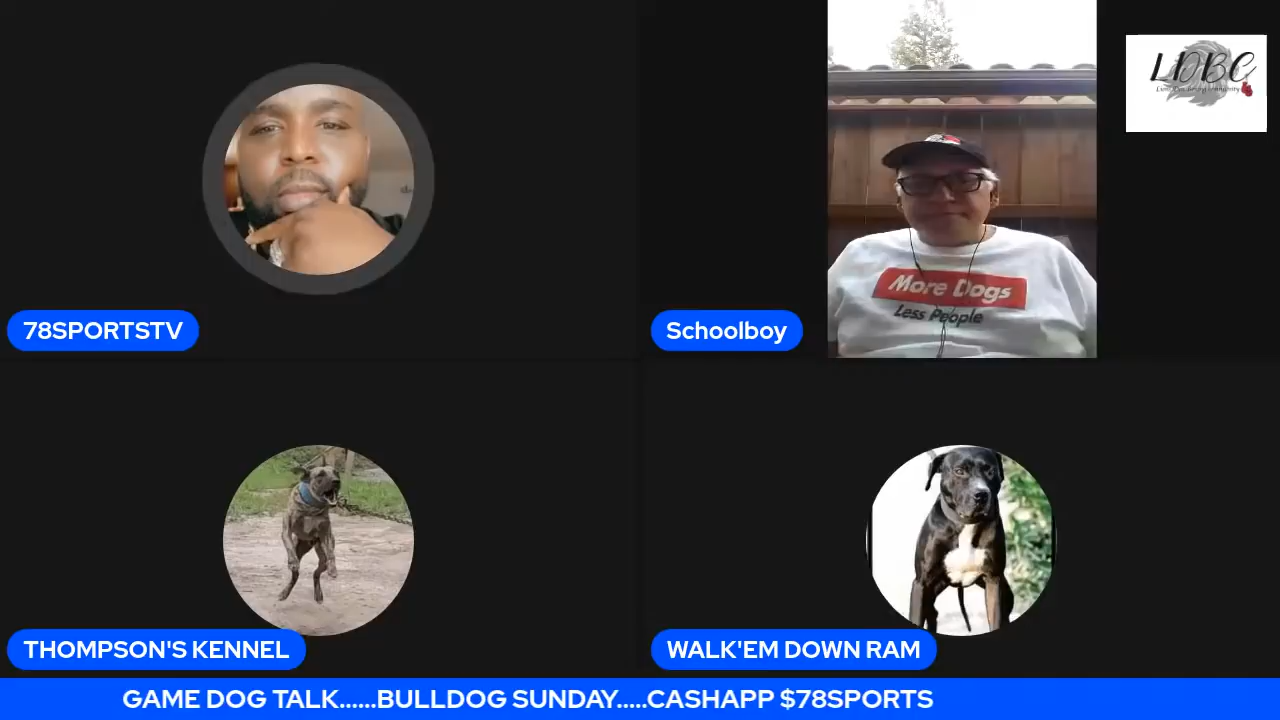 LDBC
78SPORTSTV
Schoolboy
More Dogs
Less People
THOMPSON'S KENNEL
WALK'EM DOWN RAM
GAME DOG TALK......BULLDOG SUNDAY.....CASHAPP $78SPORTS